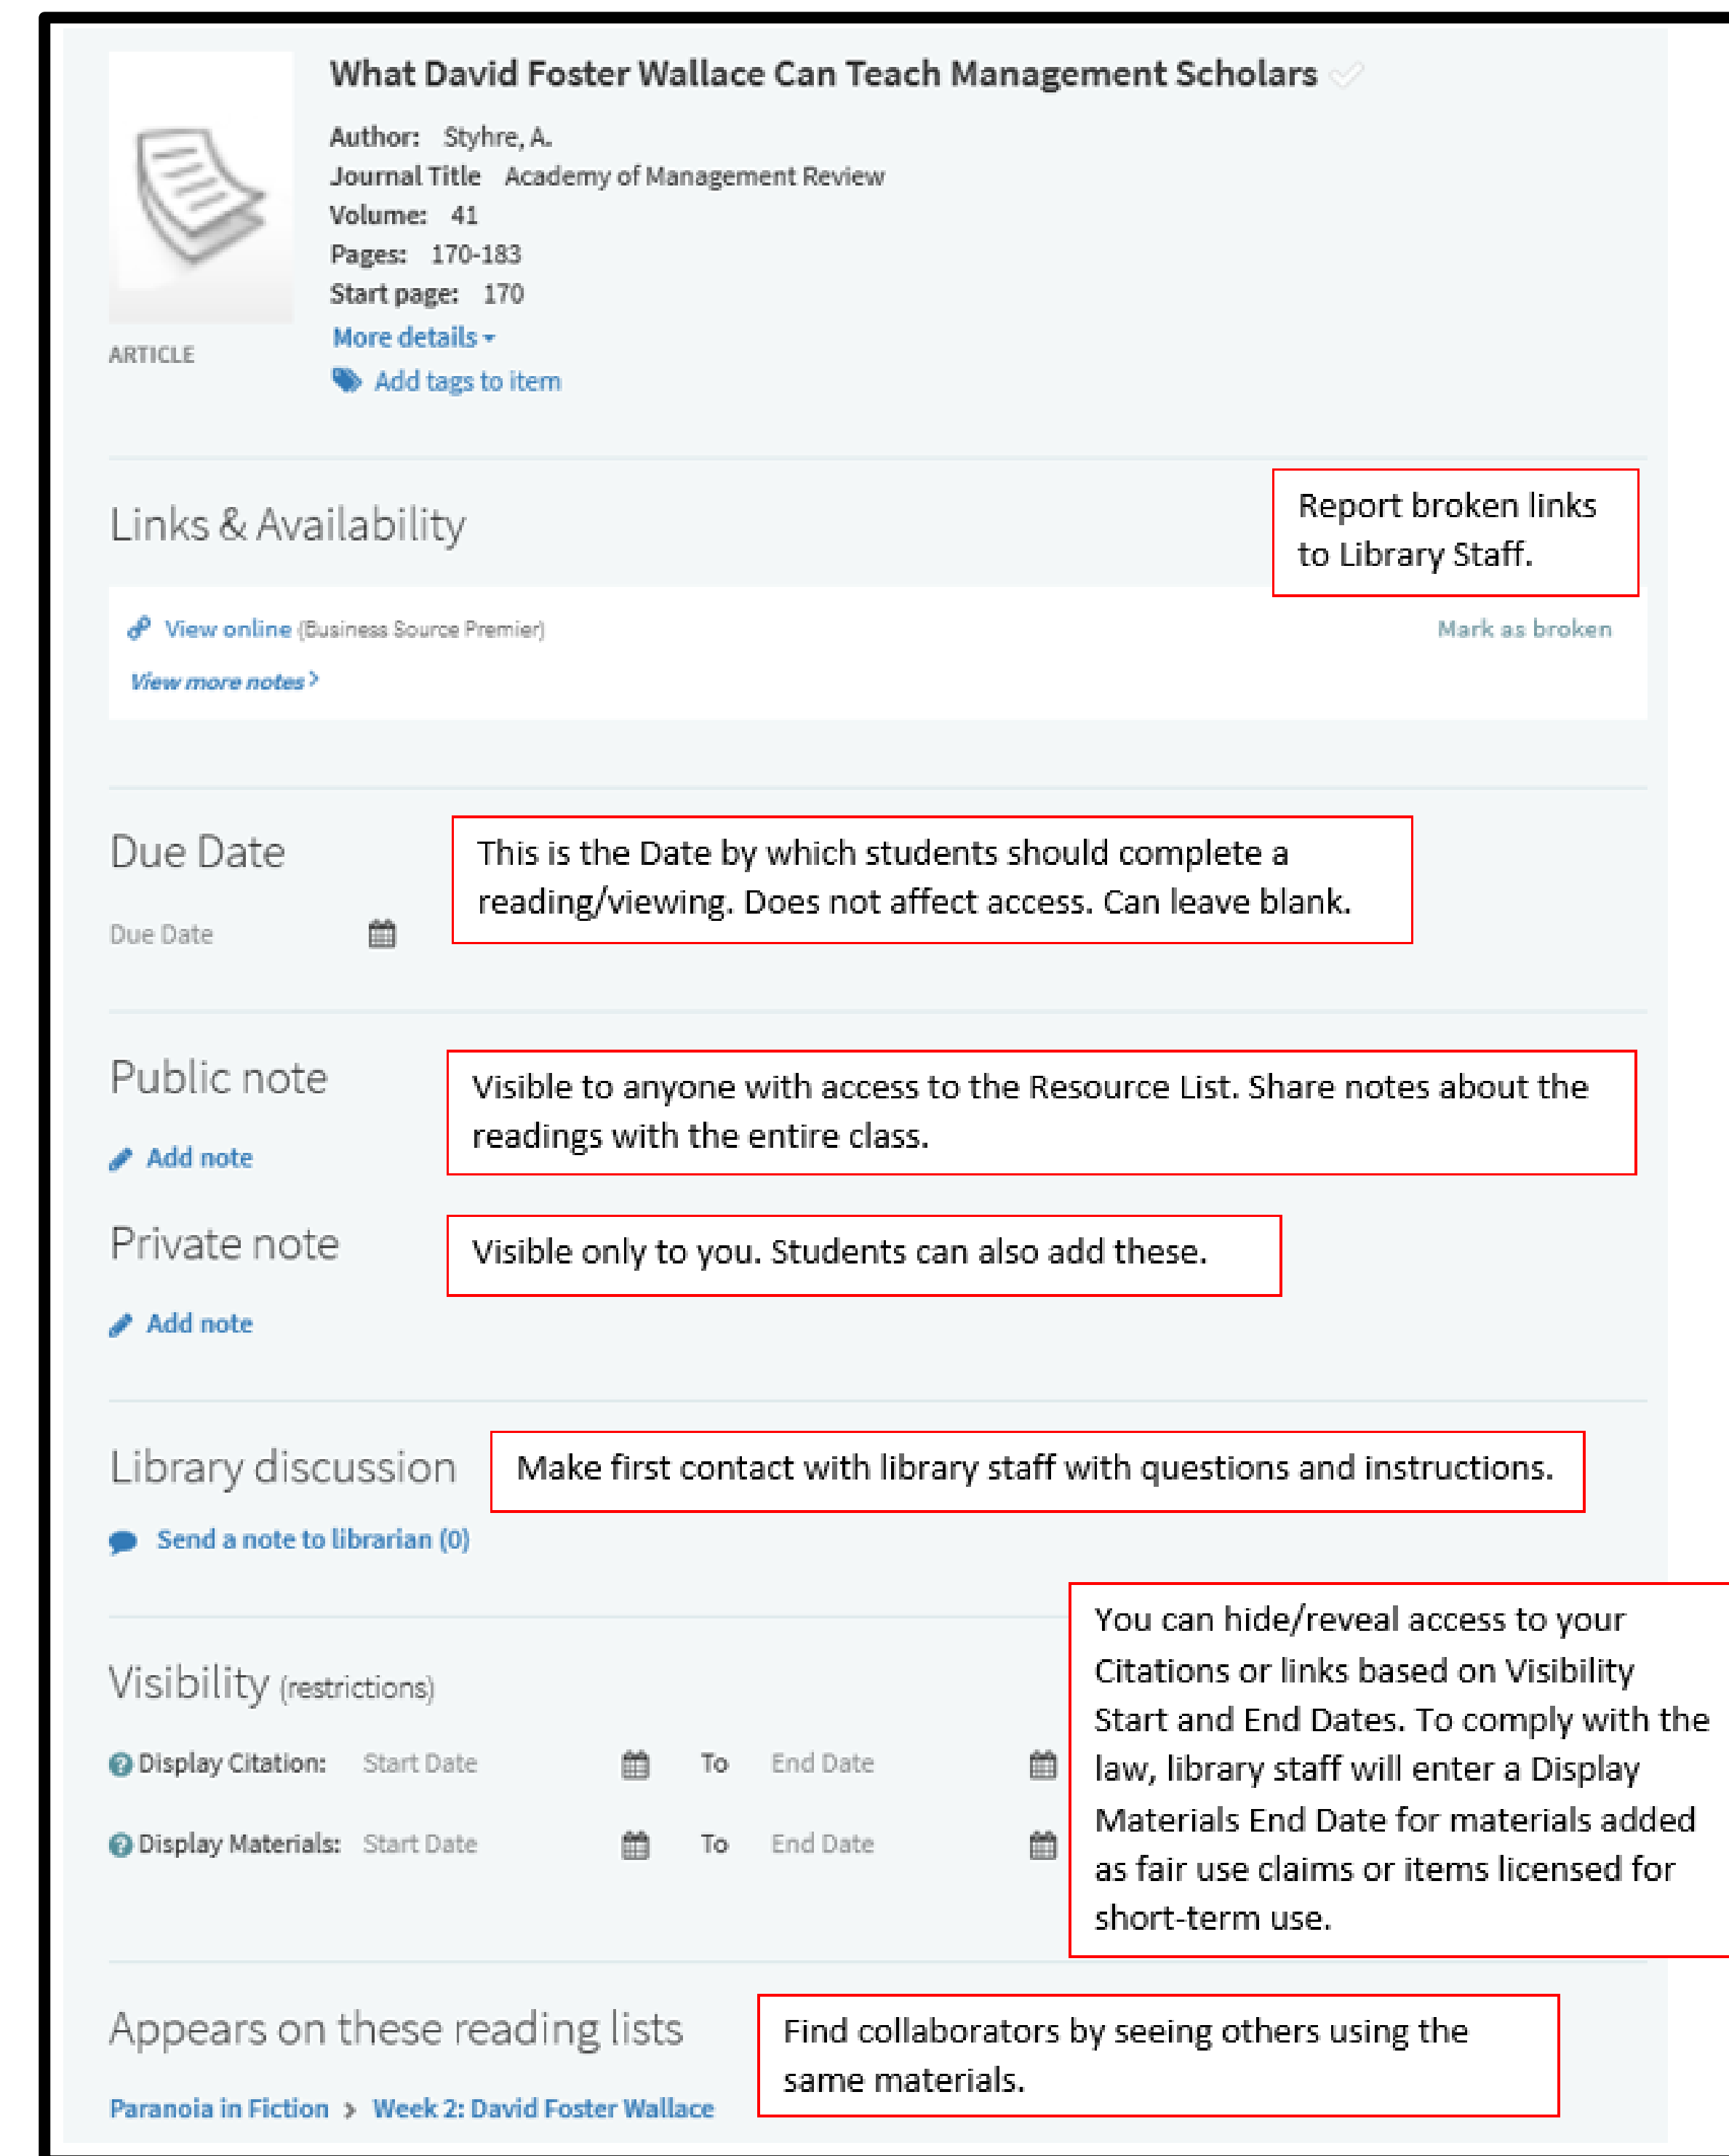 What David Foster Wallace Can Teach Management Scholars
Author: Styhre, A.
Journal Title Academy of Management Review
Volume: 41
Pages: 170-183
Start page: 170
More details
ARTICLE
Add tags to item
Links & Availability
Report broken links
to Library Staff.
View online (Business Source Premier)
Mark as broken
View more notes >
Due Date
This is the Date by which students should complete a
reading/viewing. Does not affect access. Can leave blank.
Due Date
Public note
Visible to anyone with access to the Resource List. Share notes about the
readings with the entire class.
Add note
Private note
Visible only to you. Students can also add these.
Add note
Library discussion
Make first contact with library staff with questions and instructions.
Send a note to librarian (0)
Visibility (restrictions)
Display Citation: Start Date To End Date
Display Materials: Start Date To End Date
You can hide/reveal access to your
Citations or links based on Visibility
Start and End Dates. To comply with the
law, library staff will enter a Display
Materials End Date for materials added
as fair use claims or items licensed for
short-term use.
Appears on these reading lists
Find collaborators by seeing others using the
same materials.
Paranoia in Fiction > Week 2: David Foster Wallace